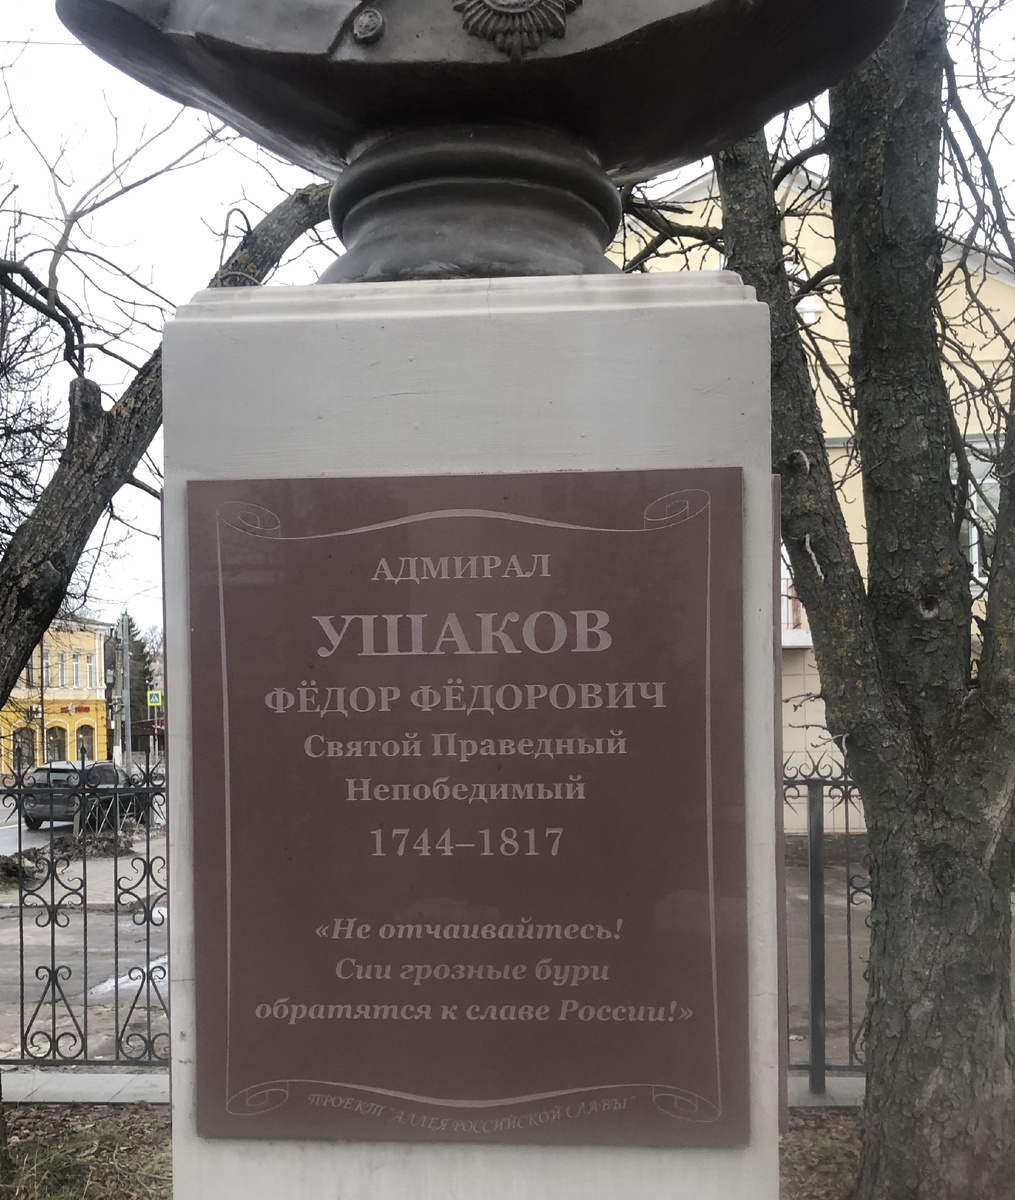 АДМИРАЛ
УШАКОВ
ФЁДОР ФЁДОРОВИЧ
Святой Праведный
Непобедимый
1744–1817
«Не отчаивайтесь!
Сии грозные бури
обратятся к славе России!»
ПРОЕКТ "АЛЛЕЯ РОССИЙСКОЙ СЛАВЫ"